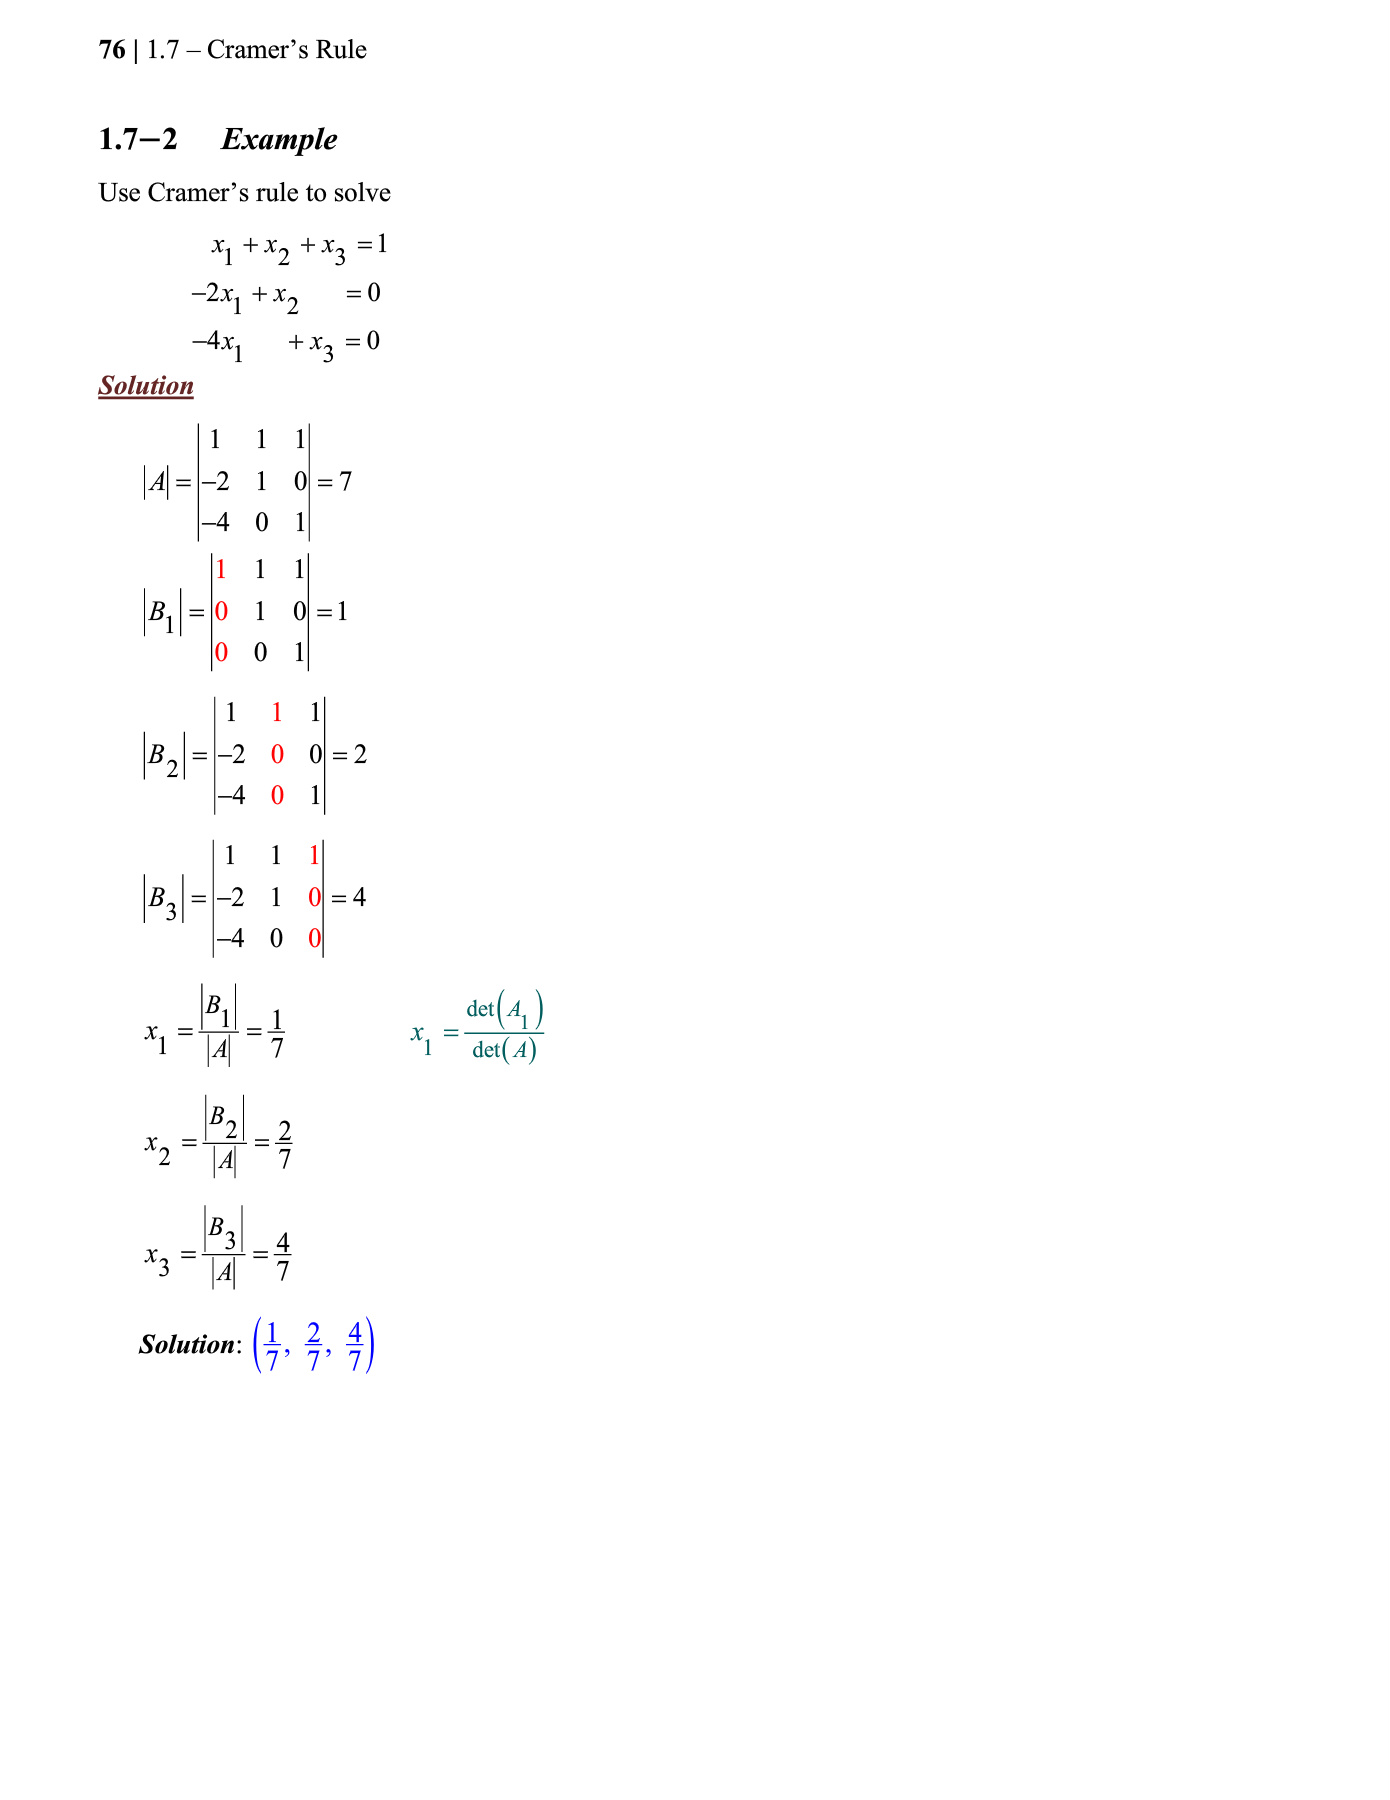 76 | 1.7 – Cramer’s Rule
1.7−2 Example
Use Cramer’s rule to solve
x₁ + x₂ + x₃ = 1
−2x₁ + x₂ = 0
−4x₁ + x₃ = 0
Solution
|A| = |1 1 1; −2 1 0; −4 0 1| = 7
|B₁| = |1 1 1; 0 1 0; 0 0 1| = 1
|B₂| = |1 1 1; −2 0 0; −4 0 1| = 2
|B₃| = |1 1 1; −2 1 0; −4 0 0| = 4
x₁ = |B₁|/|A| = 1/7 x₁ = det(A₁)/det(A)
x₂ = |B₂|/|A| = 2/7
x₃ = |B₃|/|A| = 4/7
Solution: (1/7, 2/7, 4/7)